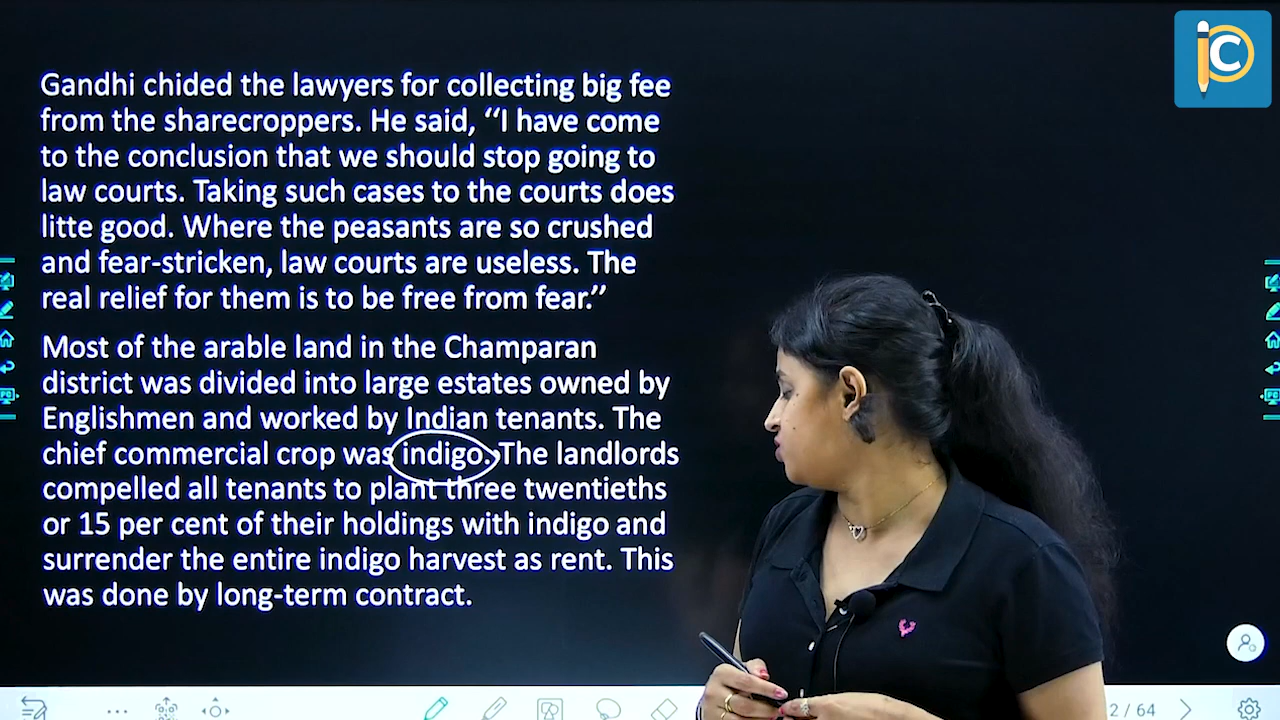 Gandhi chided the lawyers for collecting big fee
from the sharecroppers. He said, ‘‘I have come
to the conclusion that we should stop going to
law courts. Taking such cases to the courts does
litte good. Where the peasants are so crushed
and fear-stricken, law courts are useless. The
real relief for them is to be free from fear.’’
Most of the arable land in the Champaran
district was divided into large estates owned by
Englishmen and worked by Indian tenants. The
chief commercial crop was indigo. The landlords
compelled all tenants to plant three twentieths
or 15 per cent of their holdings with indigo and
surrender the entire indigo harvest as rent. This
was done by long-term contract.
2 / 64